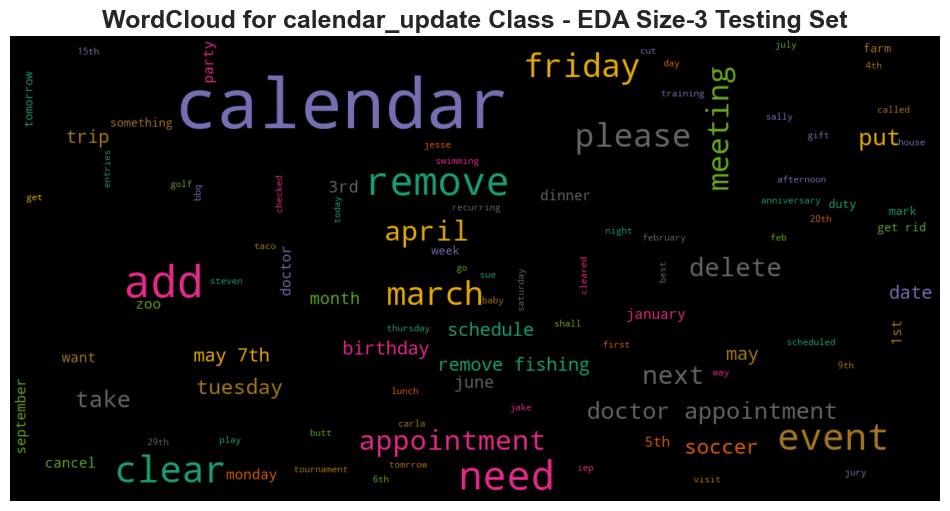 WordCloud for calendar_update Class - EDA Size-3 Testing Set
15th
party
cut
july
farm
friday
day
4th
calendar
tomorrow
meeting
training
something
trip
please
sally
called
gift
put
house
jesse
swimming
entries
golf
bbq
checked
3rd
remove
dinner
afternoon
get
today
recurring
anniversary
duty
mark
20th
get rid
april
night
february
feb
taco
doctor
week
go
sue
best
delete
add
steven
cleared
saturday
zoo
month
march
baby
date
january
thursday
schedule
shall
1st
want
may 7th
birthday
first
scheduled
may
remove fishing
9th
september
take
tuesday
june
lunch
next
way
jake
doctor appointment
carla
butt
29th
play
appointment
5th
soccer
event
cancel
clear
monday
tournament
tomrrow
6th
need
iep
visit
jury